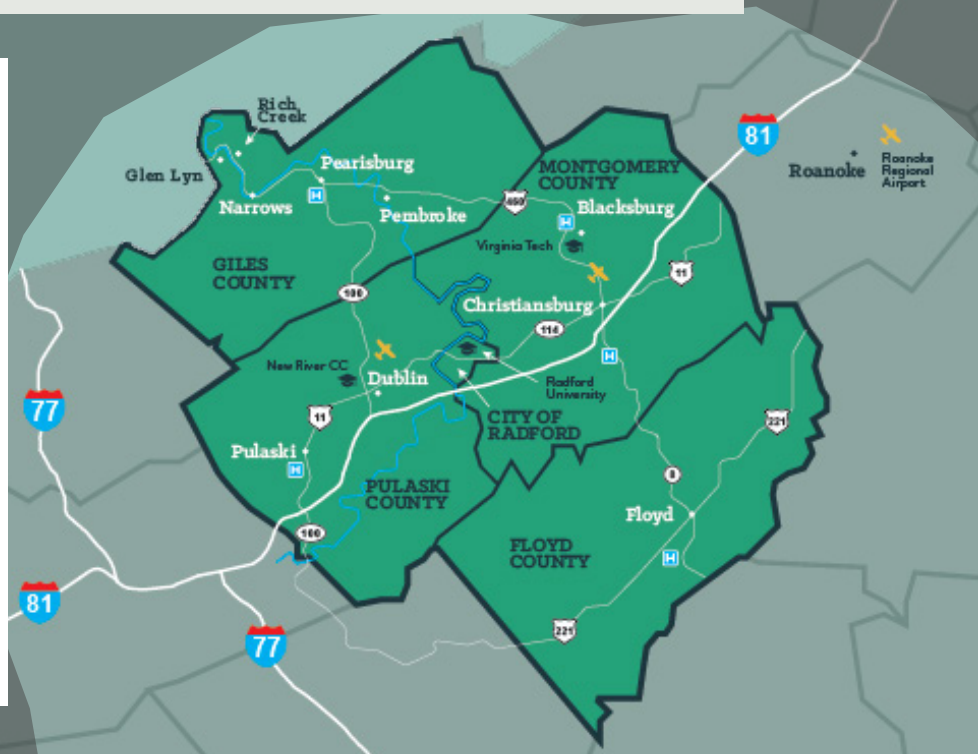 Rich
Creek
Glen Lyn
Pearisburg
Narrows
Pembroke
MONTGOMERY
COUNTY
81
Roanoke
Roanoke
Regional
Airport
460
Blacksburg
Virginia Tech
GILES
COUNTY
11
100
Christiansburg
114
New River CC
Dublin
Radford
University
77
11
CITY OF
RADFORD
221
Pulaski
PULASKI
COUNTY
8
Floyd
100
FLOYD
COUNTY
81
77
221
H
H
H
H
H